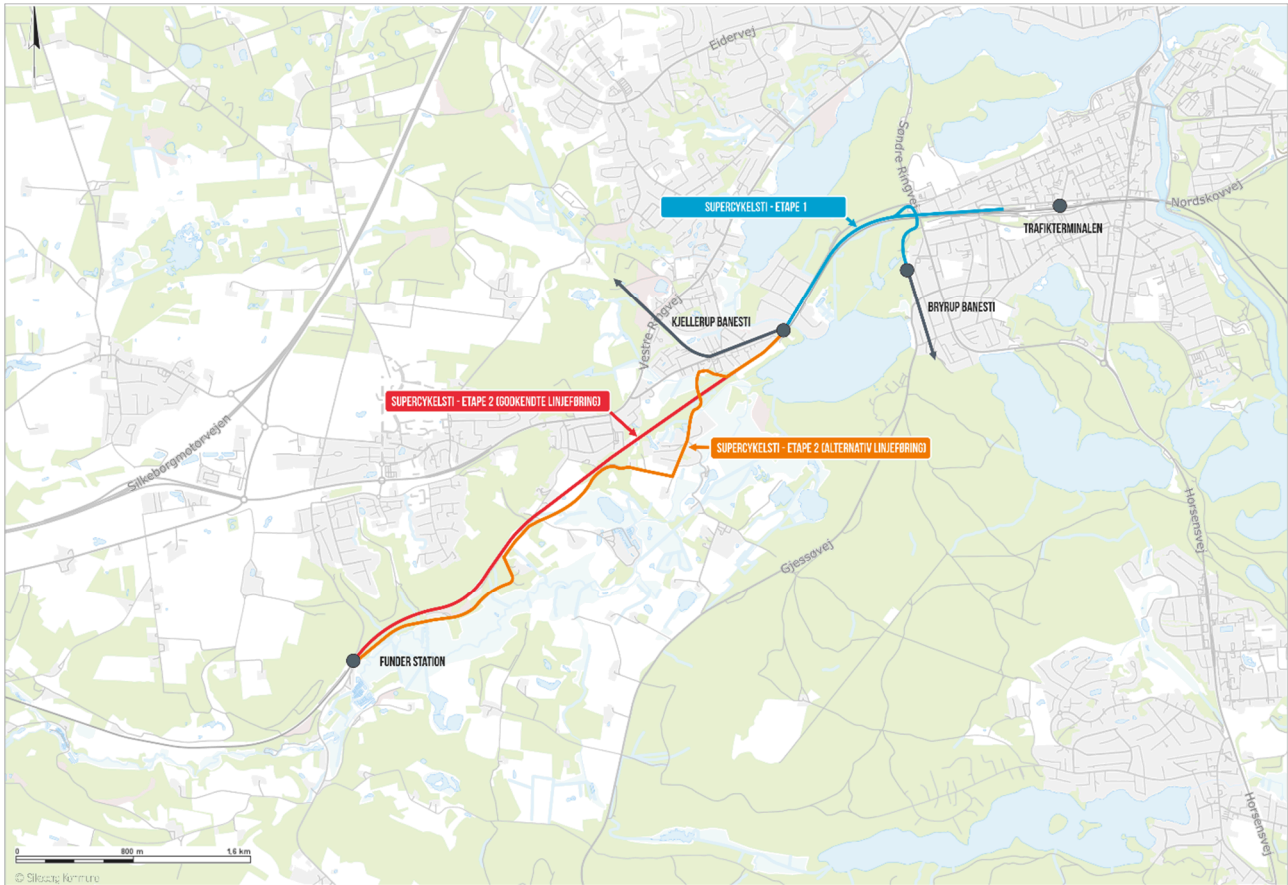 Eidervej
Søndre Ringvej
SUPERCYKELSTI - ETAPE 1
Nordskovvej
TRAFIKTERMINALEN
BRYRUP BANESTI
KJELLERUP BANESTI
Vestre Ringvej
SUPERCYKELSTI - ETAPE 2 (GODKENDTE LINJEFØRING)
SUPERCYKELSTI - ETAPE 2 (ALTERNATIV LINJEFØRING)
Silkeborgmotorvejen
Horsensvej
Gjessøvej
FUNDER STATION
Horsensvej
0 800 m 1,6 km
© Silkeborg Kommune